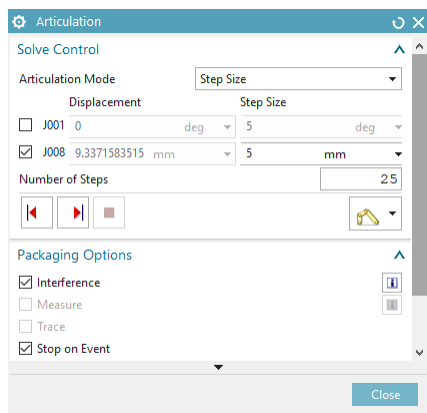 Articulation
Solve Control
Articulation Mode Step Size
Displacement Step Size
J001 0 deg 5 deg
J008 9.3371583515 mm 5 mm
Number of Steps 25
Packaging Options
Interference
Measure
Trace
Stop on Event
Close